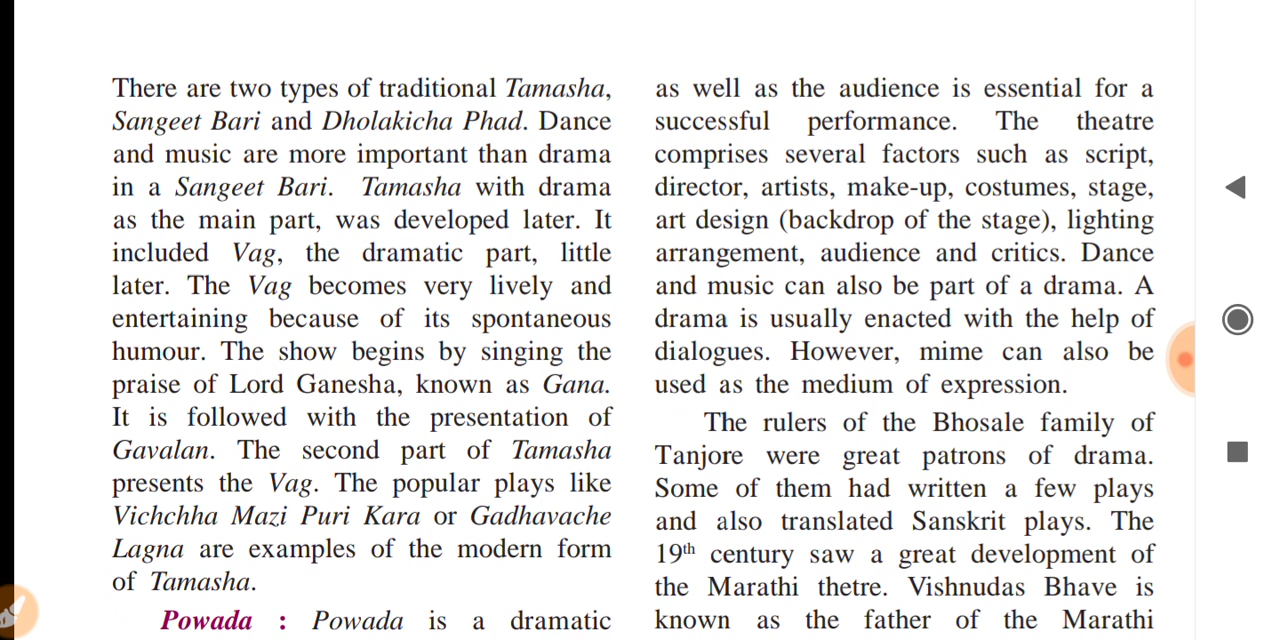 There are two types of traditional Tamasha,
Sangeet Bari and Dholakicha Phad. Dance
and music are more important than drama
in a Sangeet Bari. Tamasha with drama
as the main part, was developed later. It
included Vag, the dramatic part, little
later. The Vag becomes very lively and
entertaining because of its spontaneous
humour. The show begins by singing the
praise of Lord Ganesha, known as Gana.
It is followed with the presentation of
Gavalan. The second part of Tamasha
presents the Vag. The popular plays like
Vichchha Mazi Puri Kara or Gadhavache
Lagna are examples of the modern form
of Tamasha.
Powada : Powada is a dramatic
as well as the audience is essential for a
successful performance. The theatre
comprises several factors such as script,
director, artists, make-up, costumes, stage,
art design (backdrop of the stage), lighting
arrangement, audience and critics. Dance
and music can also be part of a drama. A
drama is usually enacted with the help of
dialogues. However, mime can also be
used as the medium of expression.
The rulers of the Bhosale family of
Tanjore were great patrons of drama.
Some of them had written a few plays
and also translated Sanskrit plays. The
19th century saw a great development of
the Marathi thetre. Vishnudas Bhave is
known as the father of the Marathi